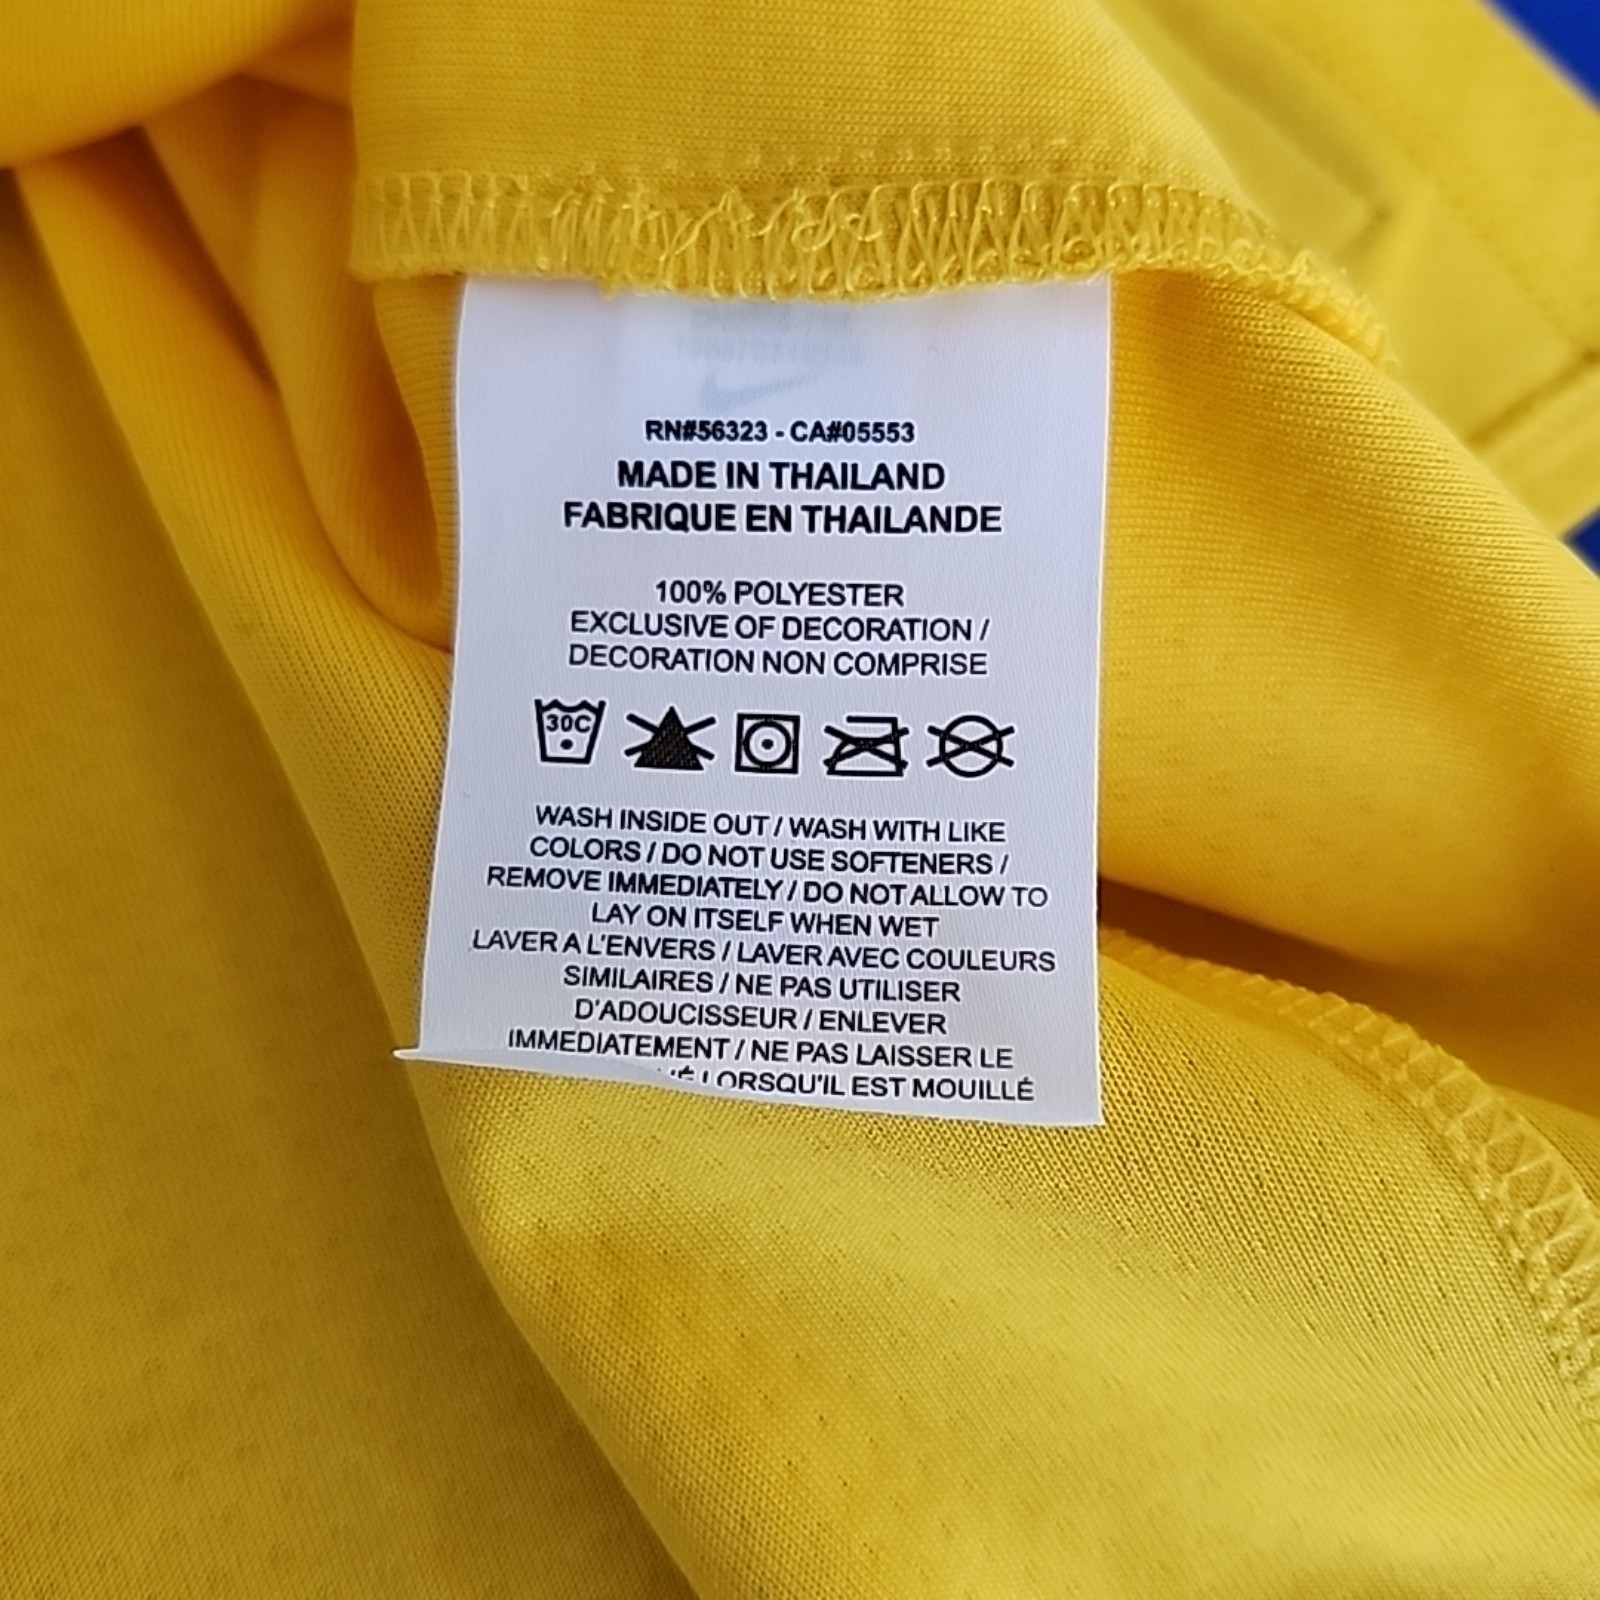 RN#56323 - CA#05553
MADE IN THAILAND
FABRIQUE EN THAILANDE
100% POLYESTER
EXCLUSIVE OF DECORATION /
DECORATION NON COMPRISE
30C
WASH INSIDE OUT / WASH WITH LIKE
COLORS / DO NOT USE SOFTENERS /
REMOVE IMMEDIATELY / DO NOT ALLOW TO
LAY ON ITSELF WHEN WET
LAVER A L'ENVERS / LAVER AVEC COULEURS
SIMILAIRES / NE PAS UTILISER
D'ADOUCISSEUR / ENLEVER
IMMEDIATEMENT / NE PAS LAISSER LE
LORSQU'IL EST MOUILLÉ